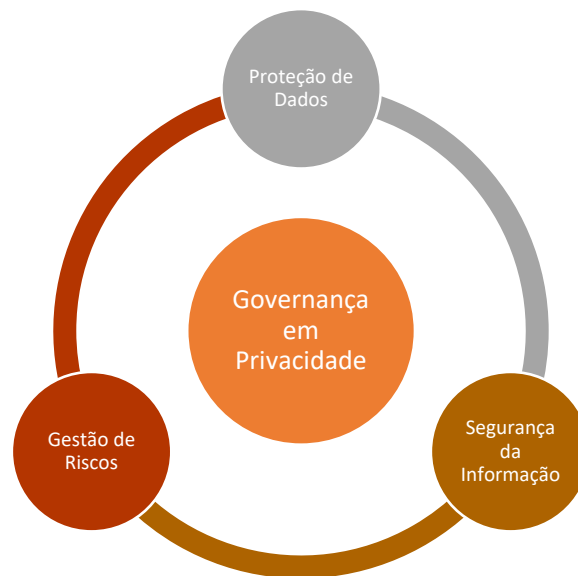 Proteção de
Dados
Governança
em
Privacidade
Gestão de
Riscos
Segurança
da
Informação